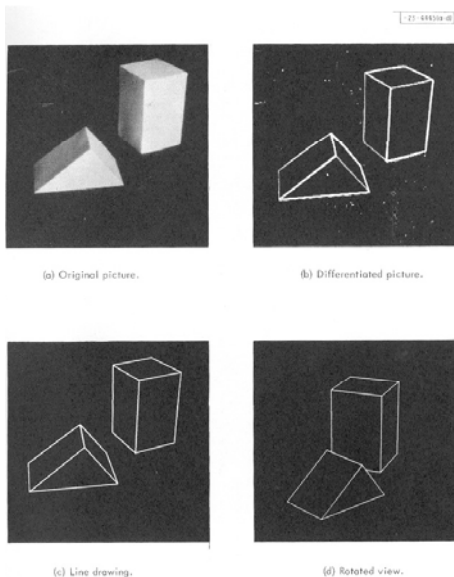 (a) Original picture.
(b) Differentiated picture.
(c) Line drawing.
(d) Rotated view.